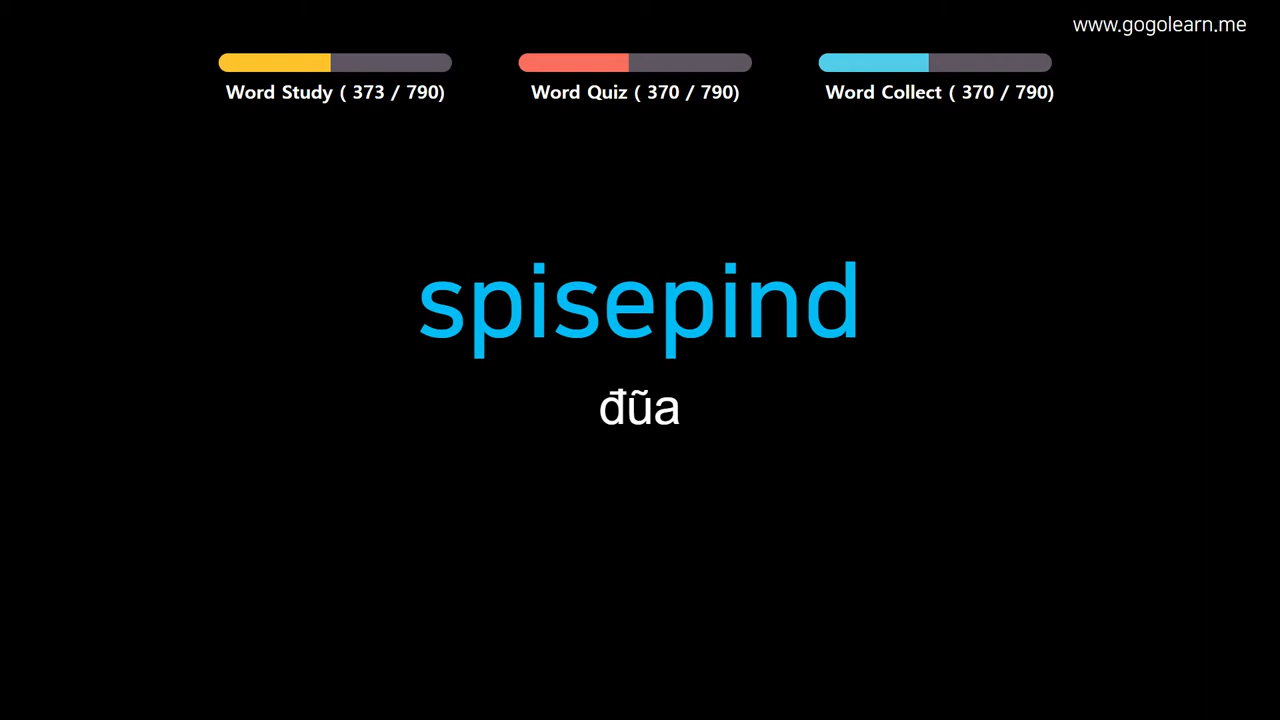 www.gogolearn.me
Word Study ( 373 / 790)
Word Quiz ( 370 / 790)
Word Collect ( 370 / 790)
spisepind
đũa